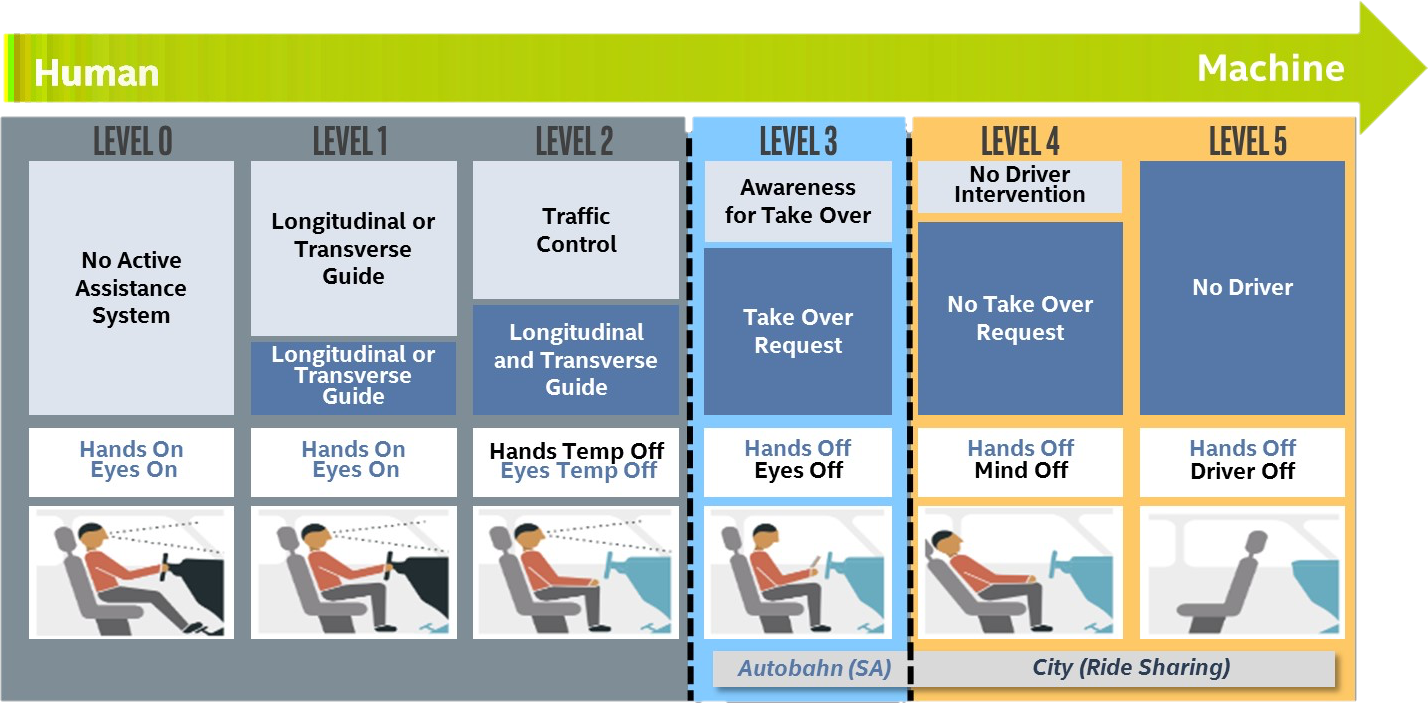 Human
Machine
LEVEL 0
LEVEL 1
LEVEL 2
LEVEL 3
LEVEL 4
LEVEL 5
No Active
Assistance
System
Longitudinal or
Transverse
Guide
Longitudinal or
Transverse
Guide
Traffic
Control
Longitudinal
and Transverse
Guide
Awareness
for Take Over
Take Over
Request
No Driver
Intervention
No Take Over
Request
No Driver
Hands On
Eyes On
Hands On
Eyes On
Hands Temp Off
Eyes Temp Off
Hands Off
Eyes Off
Hands Off
Mind Off
Hands Off
Driver Off
Autobahn (SA)
City (Ride Sharing)